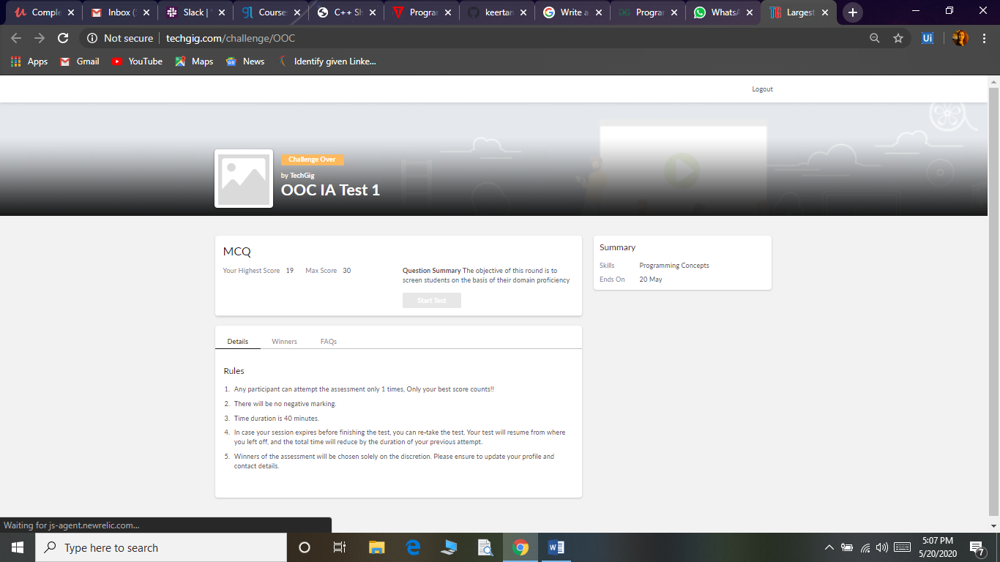 Comple
Inbox (
Slack |
Course
C++ Sh
Progra
keertan
Write a
Progra
Whats
Largest
Not secure
techgig.com/challenge/OOC
Ui
Apps
Gmail
YouTube
Maps
News
Identify given Linke...
Logout
Challenge Over
by TechGig
OOC IA Test 1
MCQ
Your Highest Score 19 Max Score 30
Question Summary The objective of this round is to
screen students on the basis of their domain proficiency
Start Test
Summary
Skills Programming Concepts
Ends On 20 May
Details Winners FAQs
Rules
1. Any participant can attempt the assessment only 1 times, Only your best score counts!!
2. There will be no negative marking.
3. Time duration is 40 minutes.
4. In case your session expires before finishing the test, you can re-take the test. Your test will resume from where
you left off, and the total time will reduce by the duration of your previous attempt.
5. Winners of the assessment will be chosen solely on the discretion. Please ensure to update your profile and
contact details.
Waiting for js-agent.newrelic.com...
Type here to search
5:07 PM
5/20/2020
7